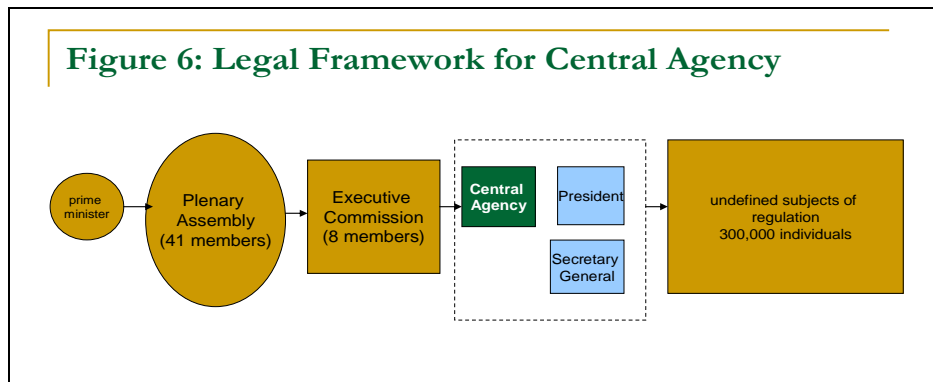 Figure 6: Legal Framework for Central Agency
prime
minister
Plenary
Assembly
(41 members)
Executive
Commission
(8 members)
Central
Agency
President
Secretary
General
undefined subjects of
regulation
300,000 individuals